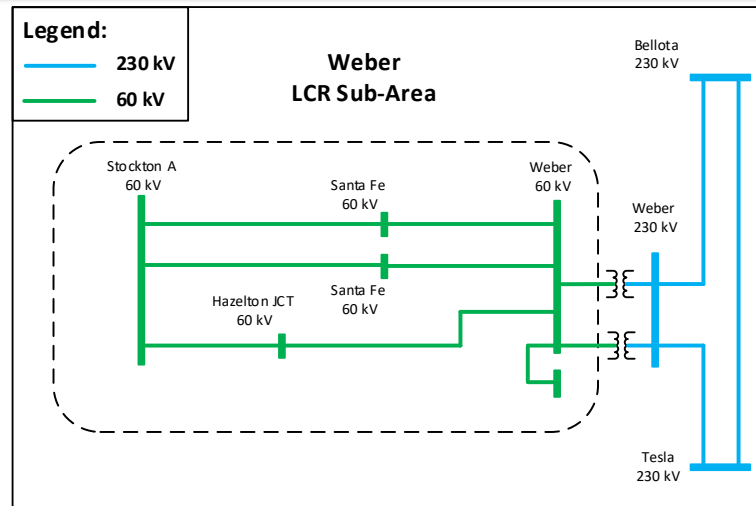 Legend:
230 kV
60 kV
Weber
LCR Sub-Area
Bellota
230 kV
Stockton A
60 kV
Santa Fe
60 kV
Weber
60 kV
Weber
230 kV
Santa Fe
60 kV
Hazelton JCT
60 kV
Tesla
230 kV